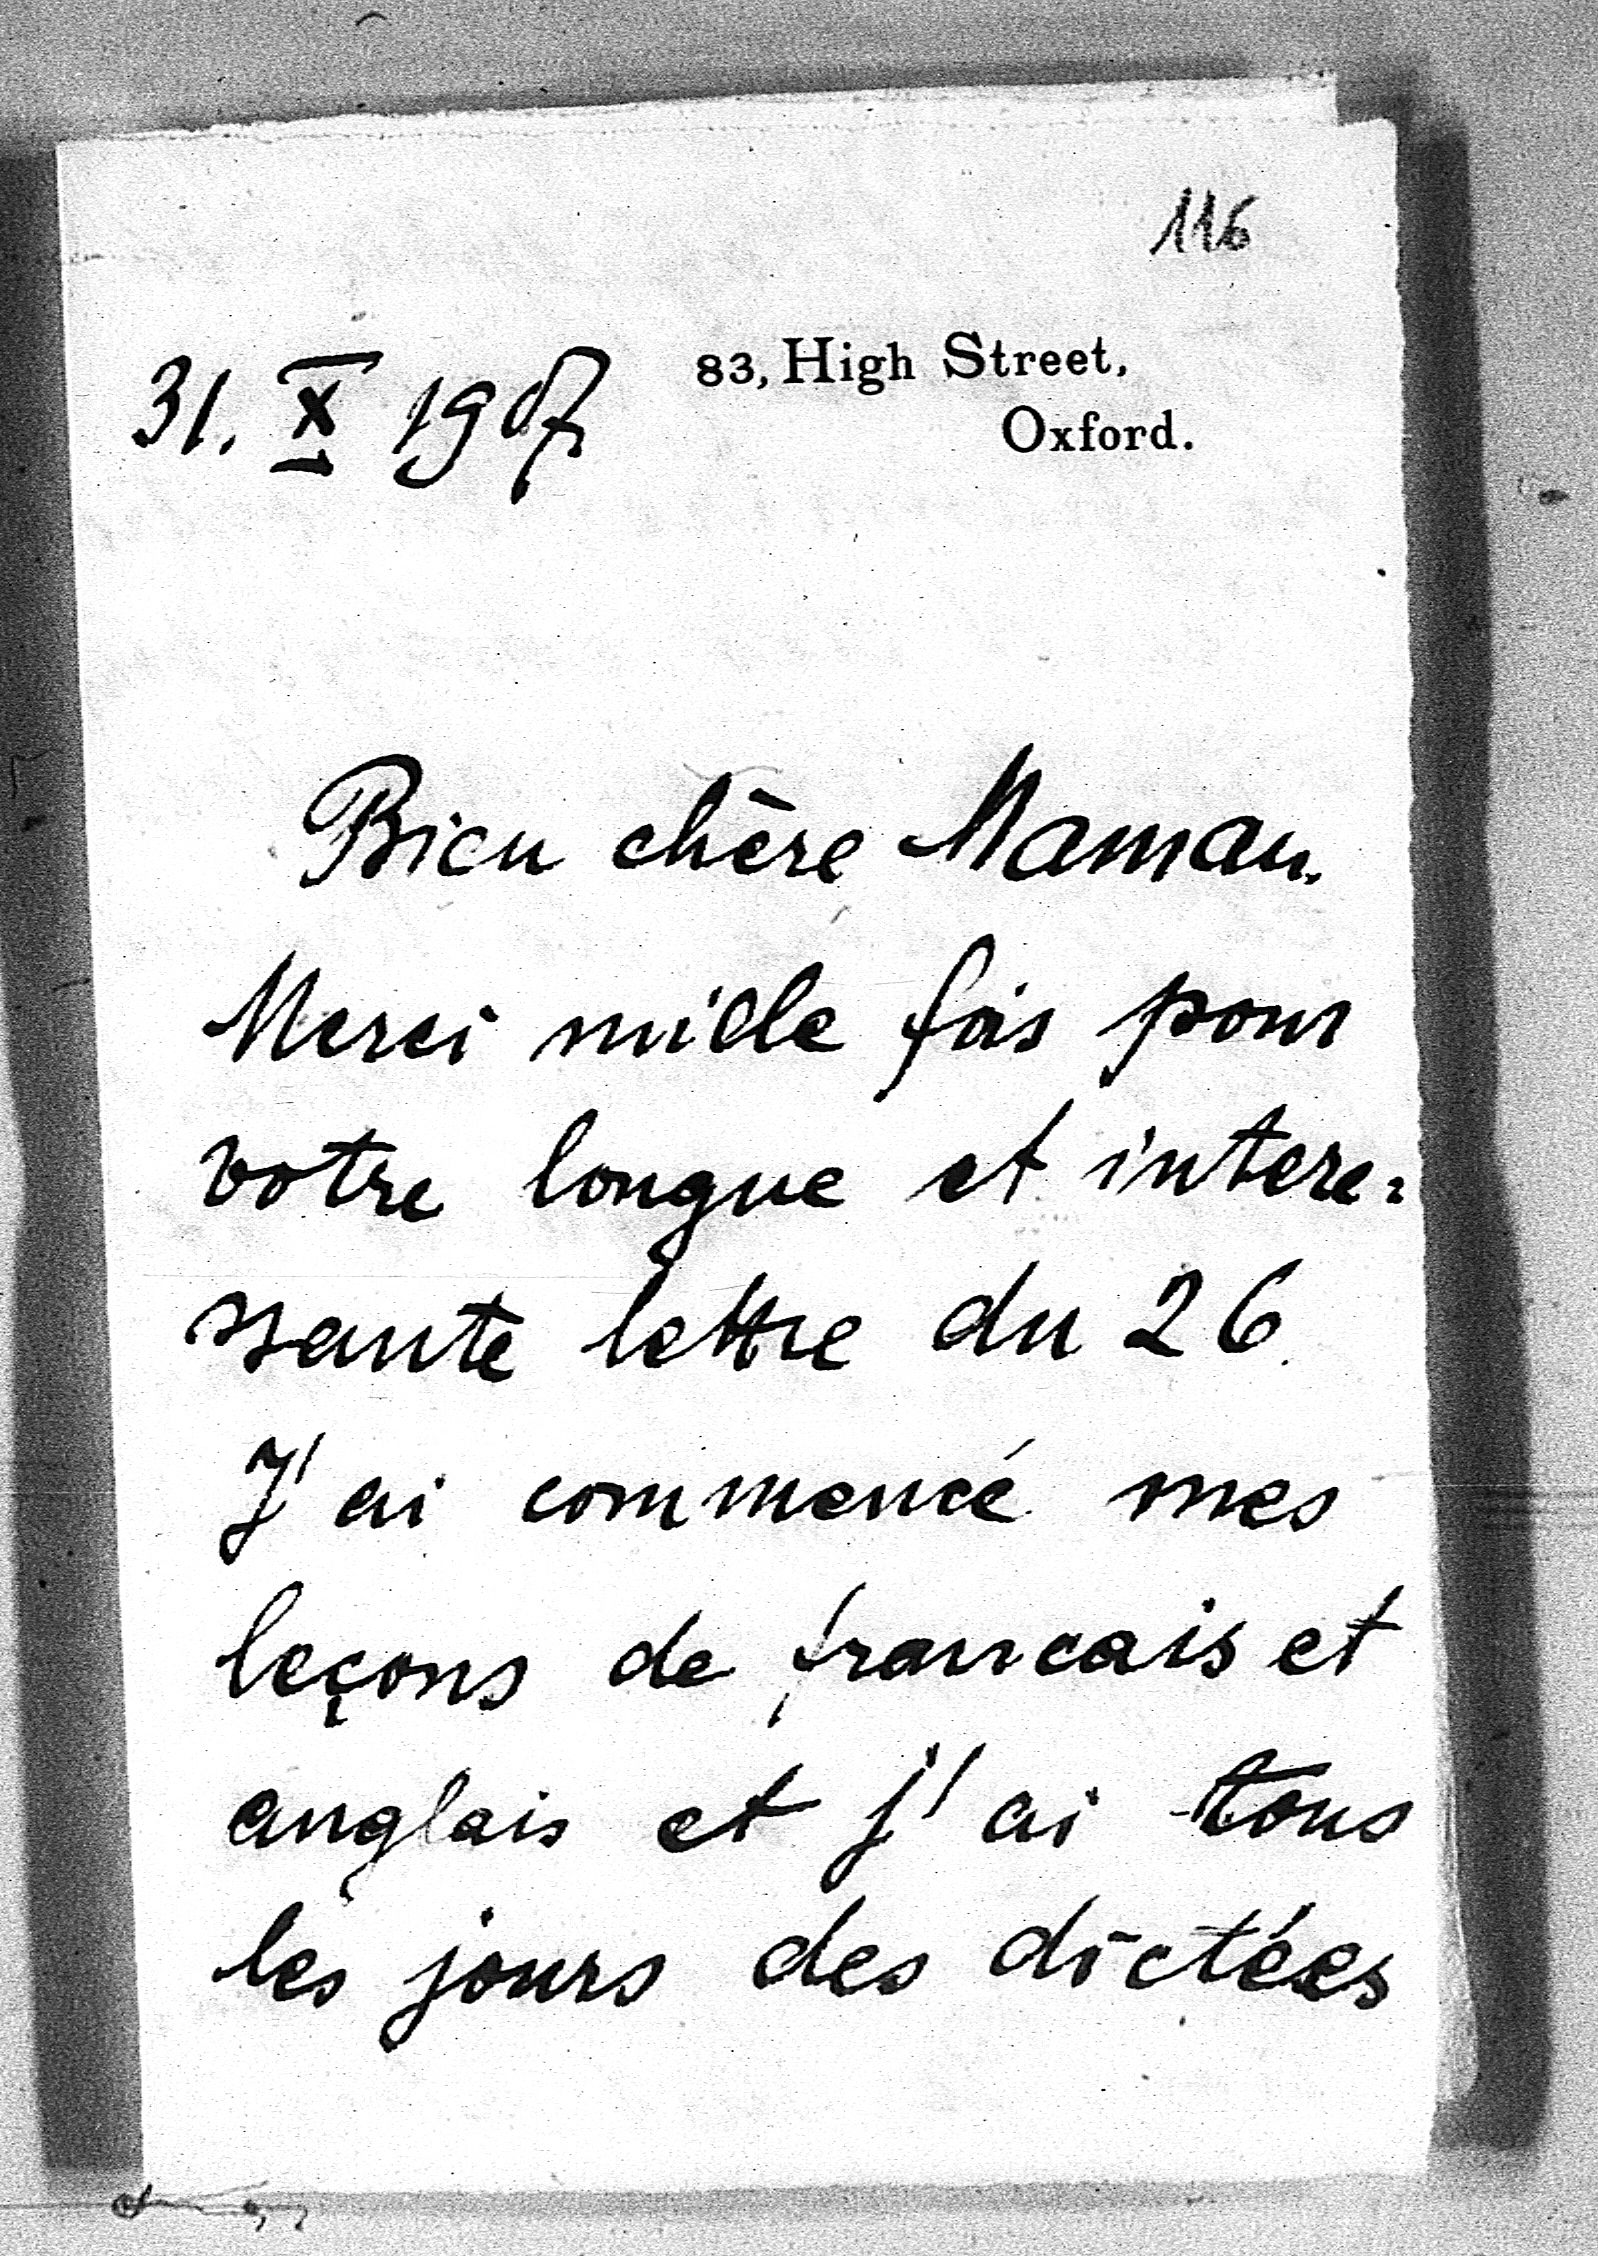 116
31. X 1907 83, High Street,
Oxford.
Bien chère Maman.
Merci mille fois pour
votre longue et intere-
ssante lettre du 26.
J'ai commencé mes
leçons de francais et
anglais et j'ai tous
les jours des dictées